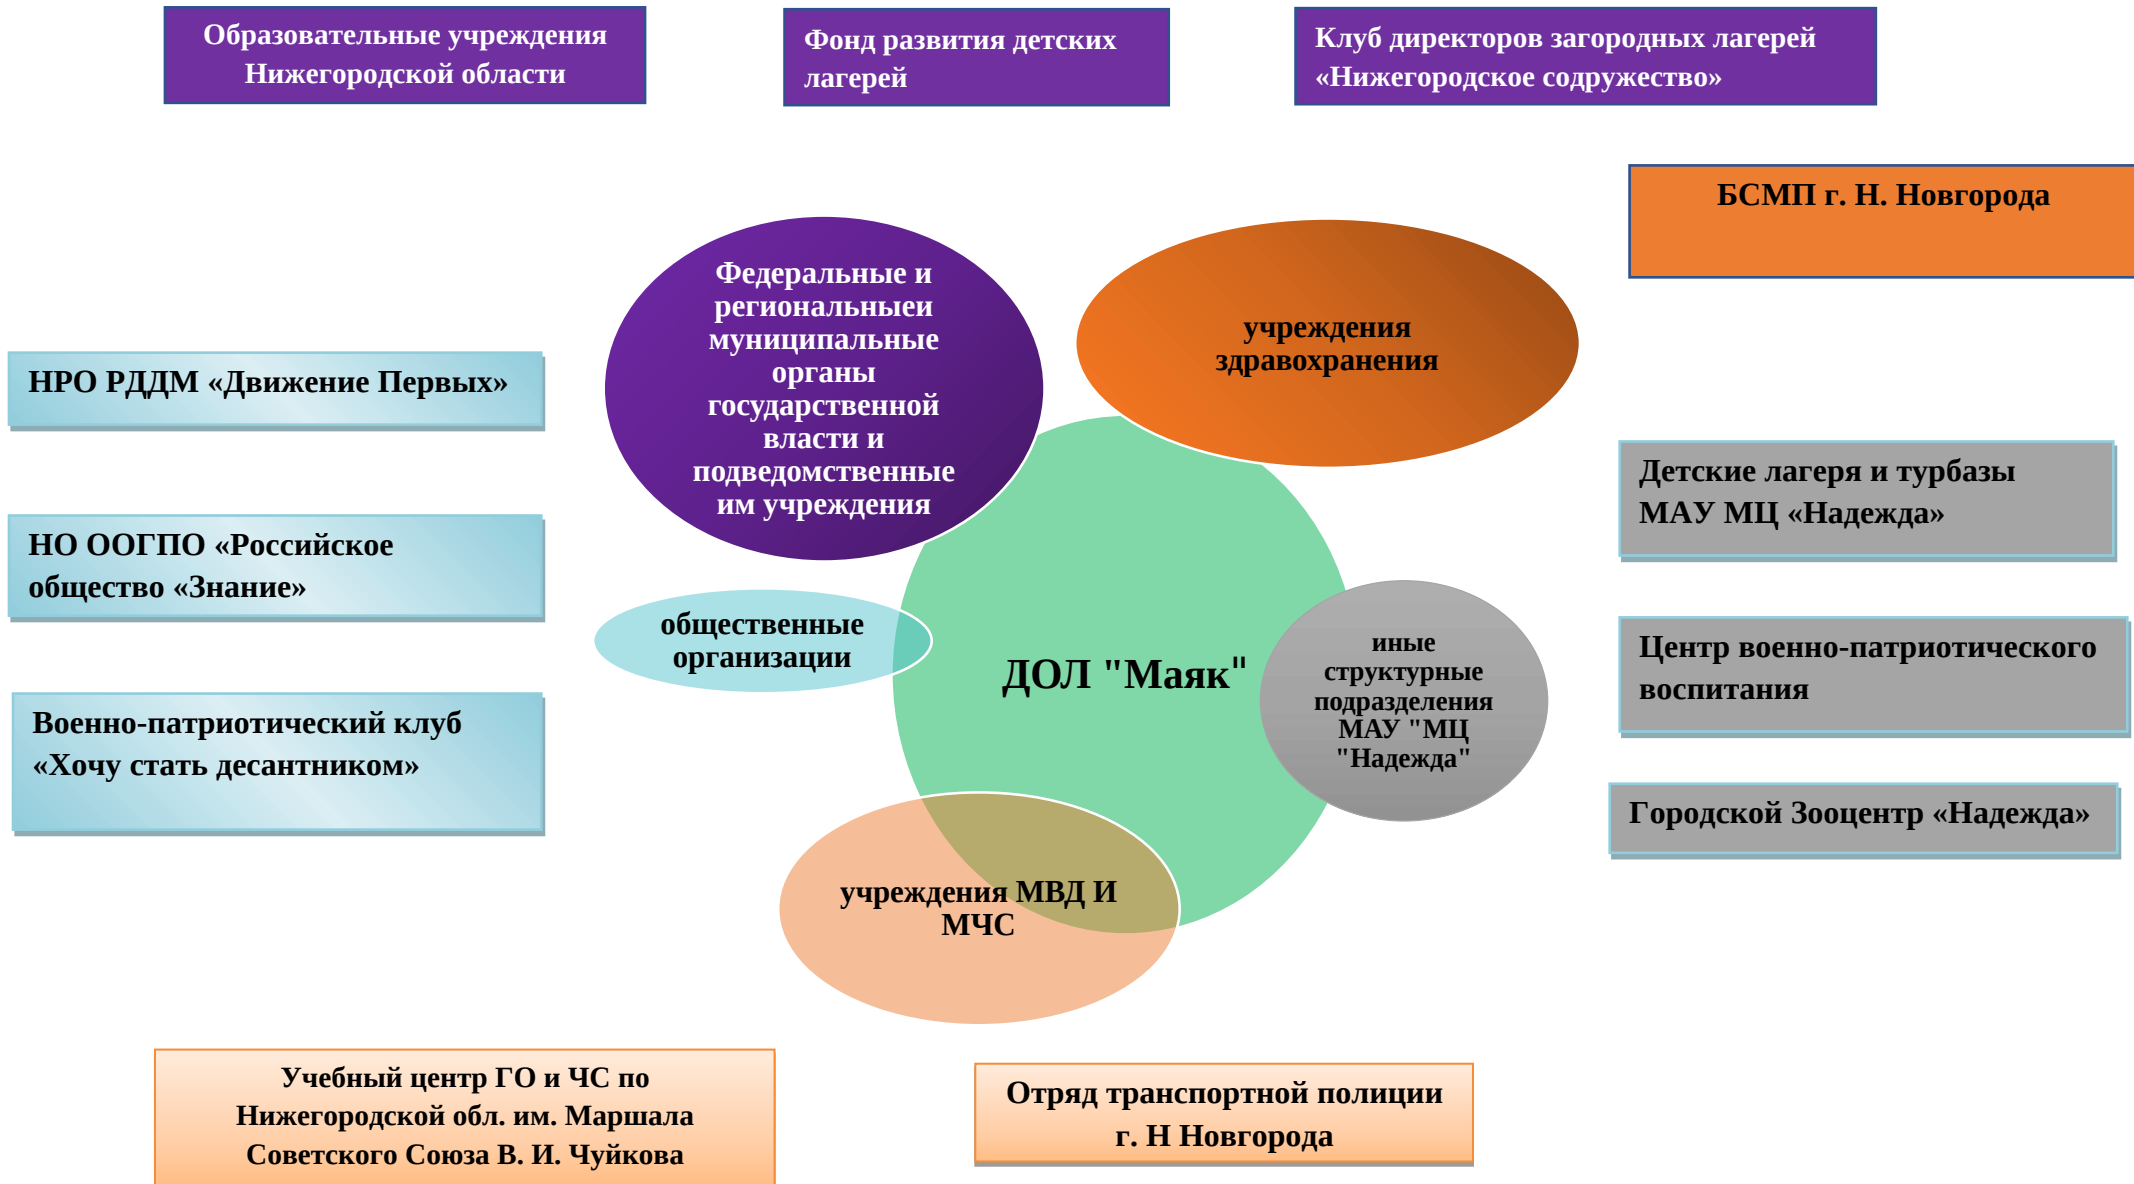 Образовательные учреждения
Нижегородской области
Фонд развития детских
лагерей
Клуб директоров загородных лагерей
«Нижегородское содружество»
БСМП г. Н. Новгорода
Федеральные и
региональныеи
муниципальные
органы
государственной
власти и
подведомственные
им учреждения
учреждения
здравохранения
НРО РДДМ «Движение Первых»
НО ООГПО «Российское
общество «Знание»
Военно-патриотический клуб
«Хочу стать десантником»
общественные
организации
ДОЛ "Маяк"
иные
структурные
подразделения
МАУ "МЦ
"Надежда"
Детские лагеря и турбазы
МАУ МЦ «Надежда»
Центр военно-патриотического
воспитания
Городской Зооцентр «Надежда»
учреждения МВД И
МЧС
Учебный центр ГО и ЧС по
Нижегородской обл. им. Маршала
Советского Союза В. И. Чуйкова
Отряд транспортной полиции
г. Н Новгорода